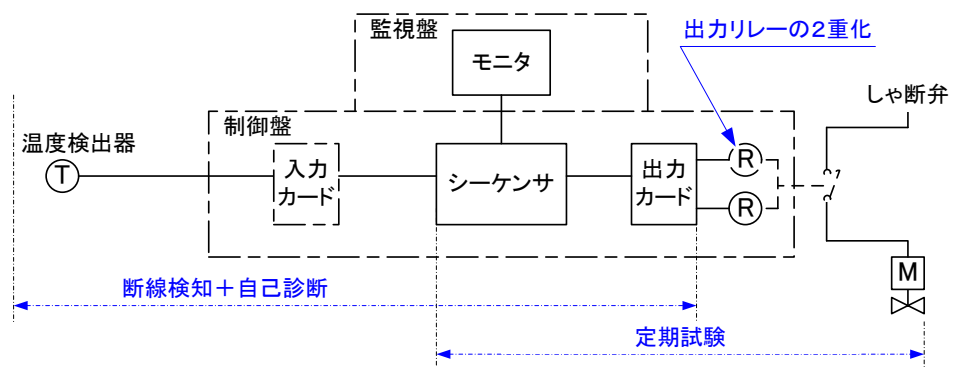 監視盤
出力リレーの2重化
モニタ
しゃ断弁
制御盤
温度検出器
T
入力
カード
シーケンサ
出力
カード
R
R
M
断線検知＋自己診断
定期試験